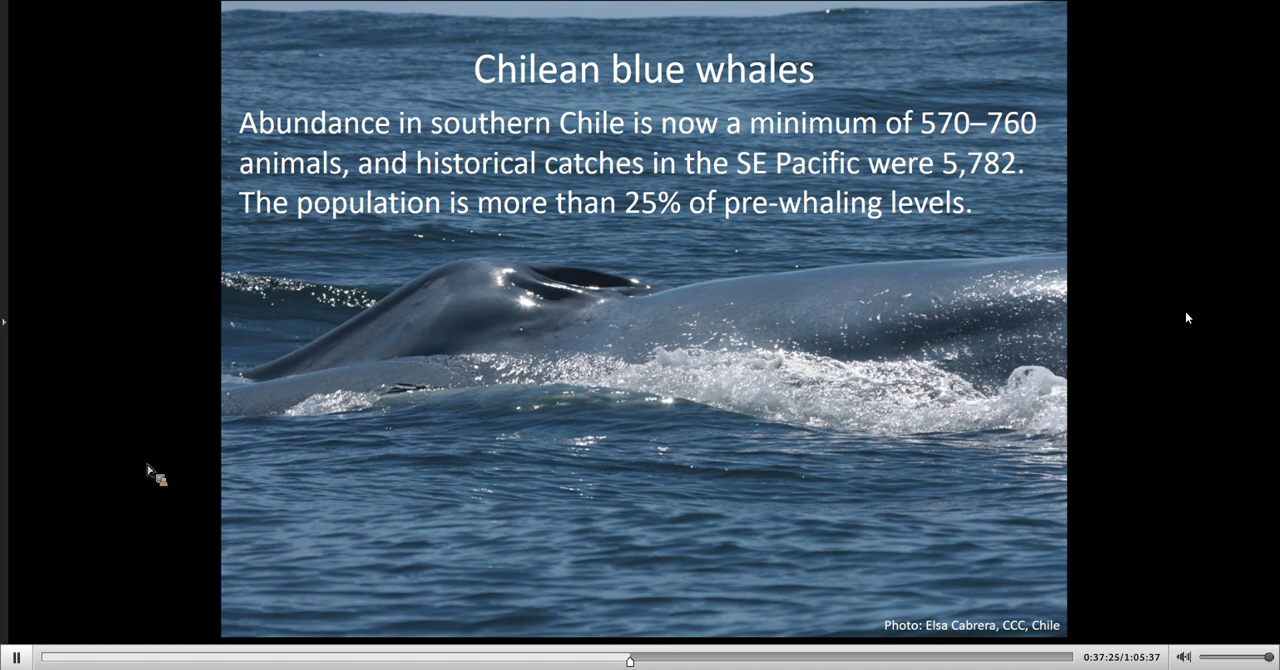 Chilean blue whales
Abundance in southern Chile is now a minimum of 570–760
animals, and historical catches in the SE Pacific were 5,782.
The population is more than 25% of pre-whaling levels.
Photo: Elsa Cabrera, CCC, Chile
0:37:25/1:05:37